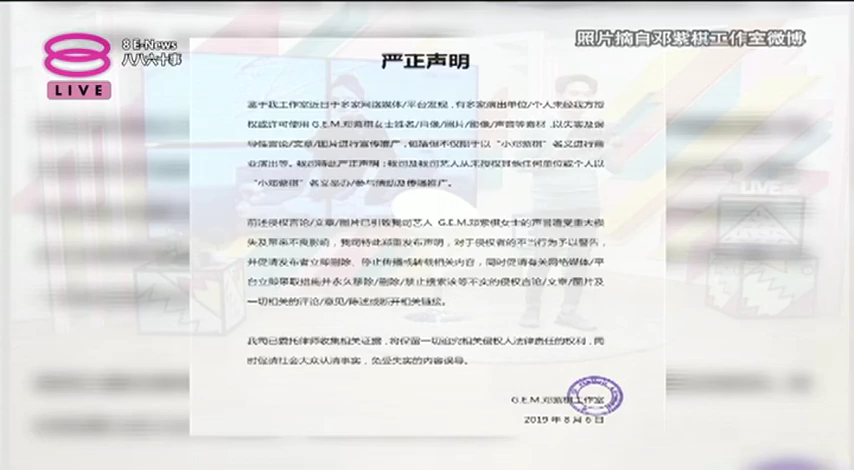 8 E-News
八八六十事
LIVE
照片摘自邓紫棋工作室微博
严正声明
鉴于我工作室近日于多家网络媒体/平台发现,有多家演出单位/个人未经我方授
权或许可使用 G.E.M.邓紫棋女士姓名/肖像/照片/图像/声音等素材,以失实及误
导性言论/文章/图片进行宣传推广,包括但不仅限于以“小邓紫棋”名义进行商
业演出等。我司特此严正声明:我司及我司艺人从未授权其他任何单位或个人以
“小邓紫棋”名义举办/参与活动及传播推广。
前述侵权言论/文章/图片已引致我司艺人 G.E.M.邓紫棋女士的声誉遭受重大损
失及带来不良影响,我司特此郑重发布声明,对于侵权者的不当行为予以警告,
并促请发布者立即删除、停止传播或转载相关内容,同时促请有关网络媒体/平
台立即采取措施并永久移除/删除/禁止搜索该等不实的侵权言论/文章/图片及
一切相关的评论/意见/陈述或断开相关链接。
我司已委托律师收集相关证据,将保留一切追究相关侵权人法律责任的权利,同
时促请社会大众认清事实,免受失实的内容误导。
G.E.M.邓紫棋工作室
2019 年 8 月 6 日